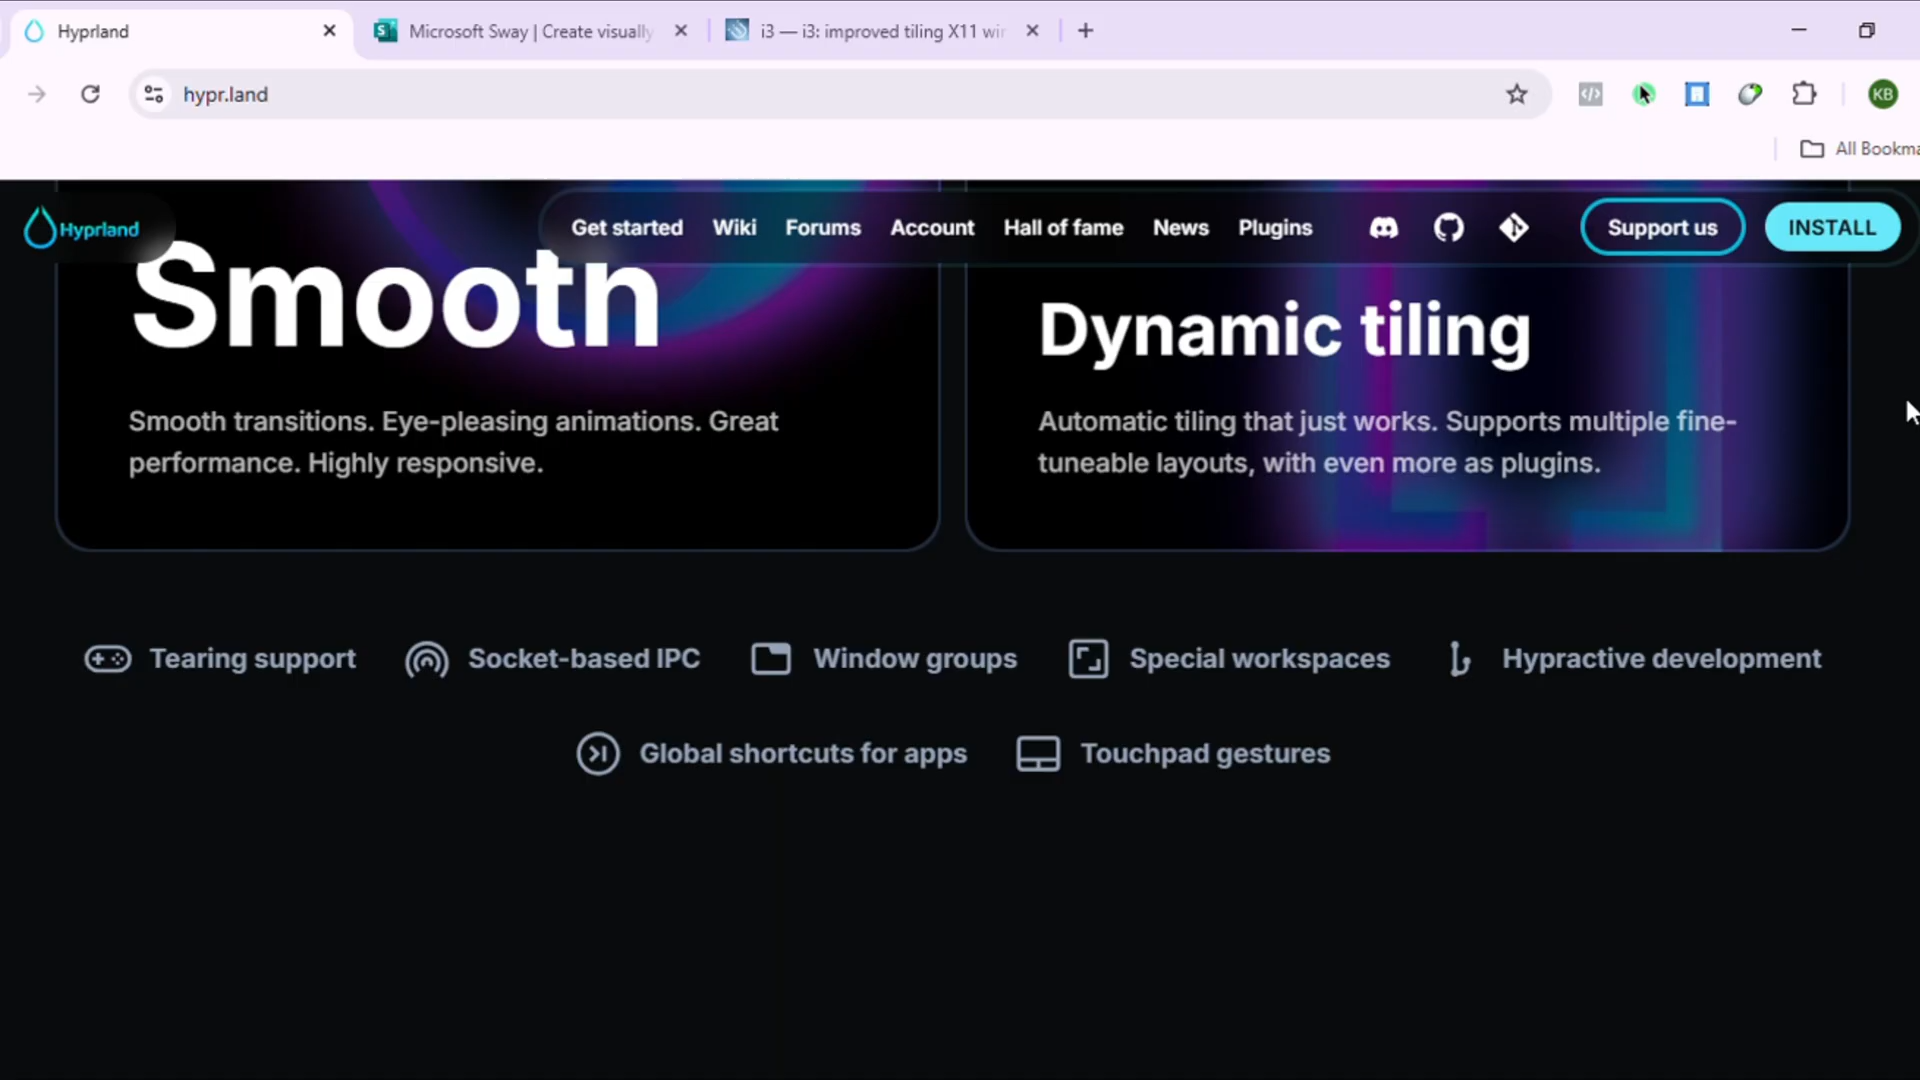 Hyprland
Microsoft Sway | Create visually
i3 — i3: improved tiling X11 wir
hypr.land
KB
All Bookma
Hyprland
Get started
Wiki
Forums
Account
Hall of fame
News
Plugins
Support us
INSTALL
Smooth
Smooth transitions. Eye-pleasing animations. Great
performance. Highly responsive.
Dynamic tiling
Automatic tiling that just works. Supports multiple fine-
tuneable layouts, with even more as plugins.
Tearing support
Socket-based IPC
Window groups
Special workspaces
Hypractive development
Global shortcuts for apps
Touchpad gestures